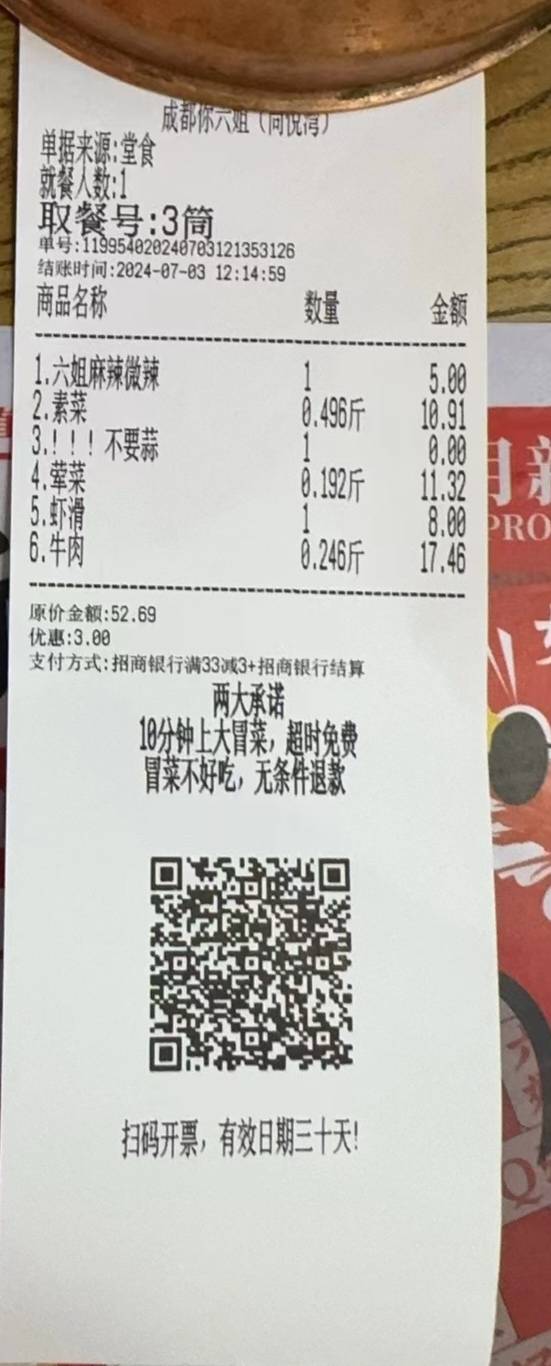 成都你六姐（尚悦湾）
单据来源:堂食
就餐人数:1
取餐号:3筒
单号:119954020240703121353126
结账时间:2024-07-03 12:14:59
商品名称 数量 金额
1.六姐麻辣微辣 1 5.00
2.素菜 0.496斤 10.91
3.！！！不要蒜 1 0.00
4.荤菜 0.192斤 11.32
5.虾滑 1 8.00
6.牛肉 0.246斤 17.46
原价金额:52.69
优惠:3.00
支付方式:招商银行满33减3+招商银行结算
两大承诺
10分钟上大冒菜，超时免费
冒菜不好吃，无条件退款
扫码开票，有效日期三十天!
PRO